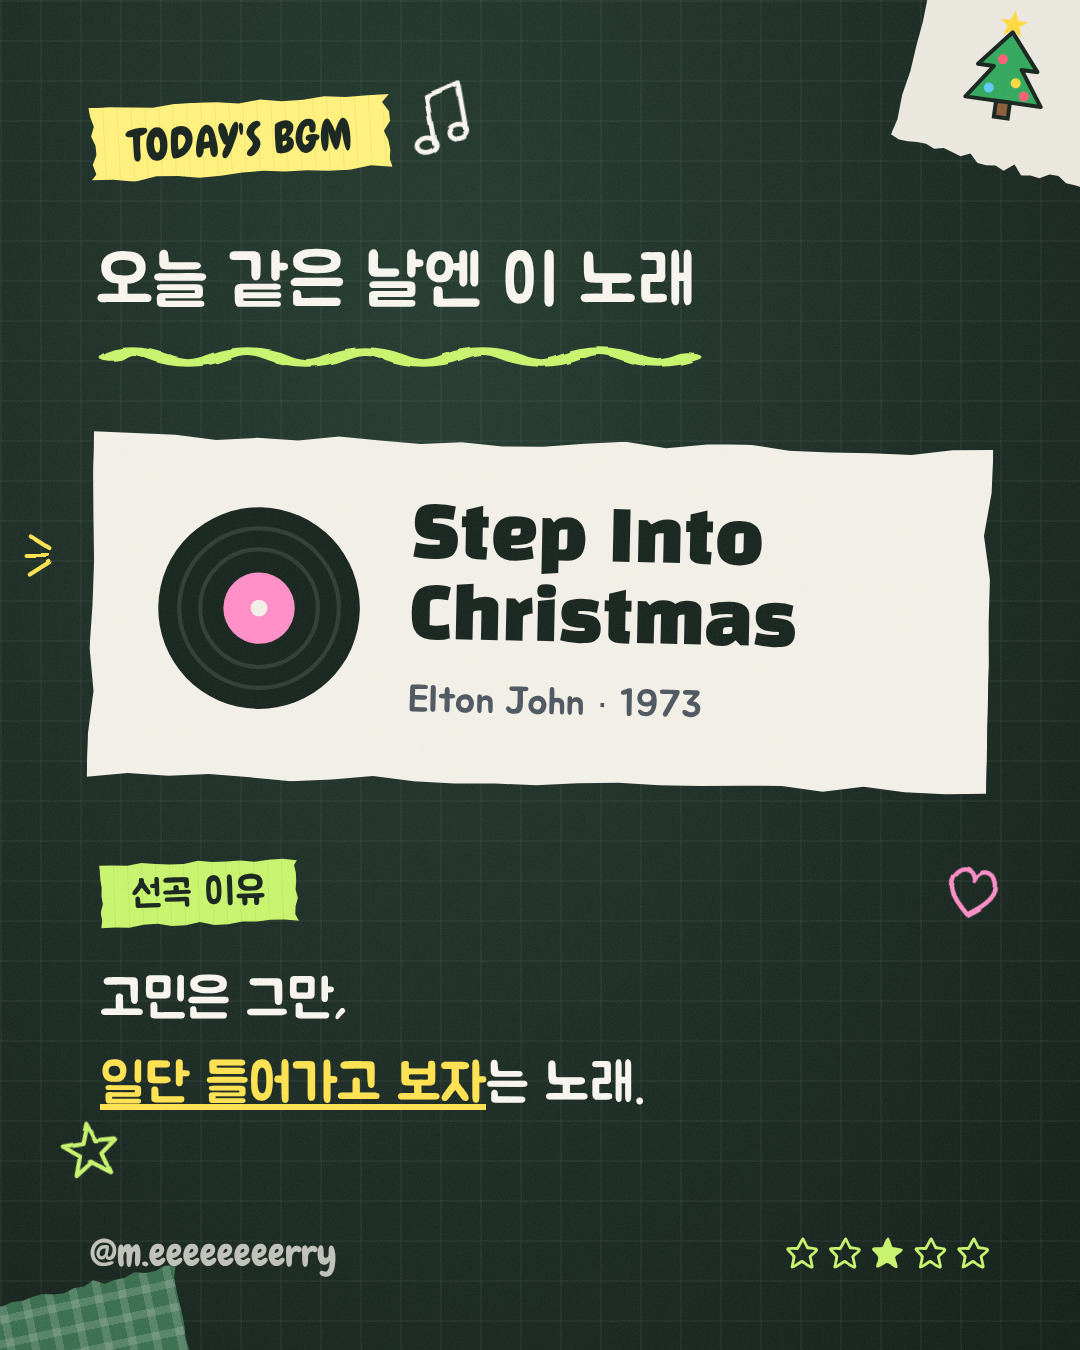 TODAY'S BGM
오늘 같은 날엔 이 노래
Step Into
Christmas
Elton John · 1973
선곡 이유
고민은 그만,
일단 들어가고 보자는 노래.
@m.eeeeeeeerry